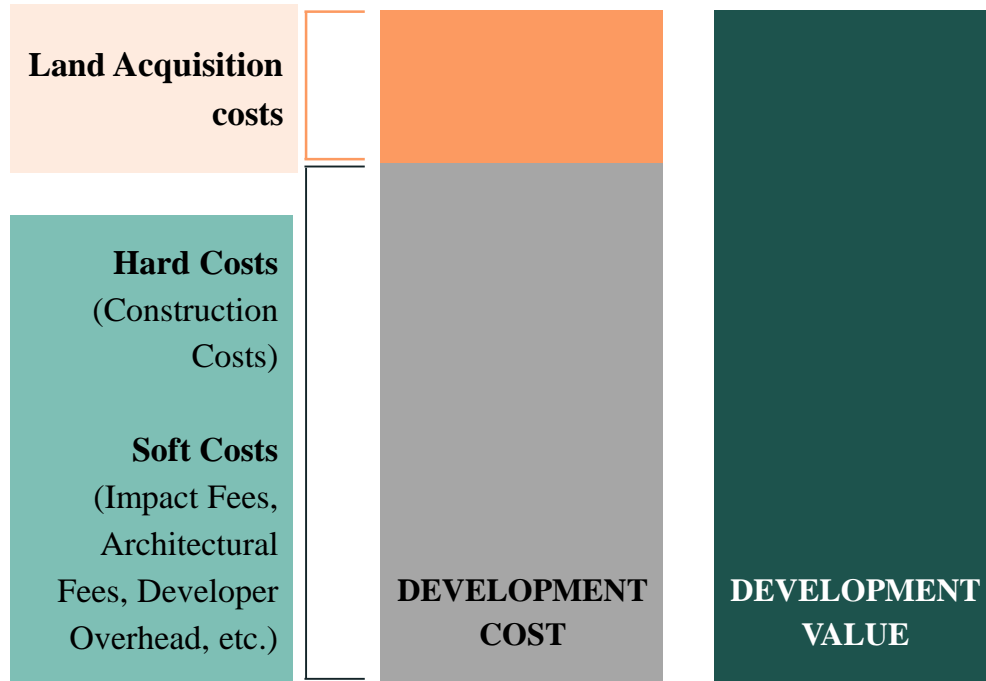 Land Acquisition
costs
Hard Costs
(Construction
Costs)
Soft Costs
(Impact Fees,
Architectural
Fees, Developer
Overhead, etc.)
DEVELOPMENT
COST
DEVELOPMENT
VALUE